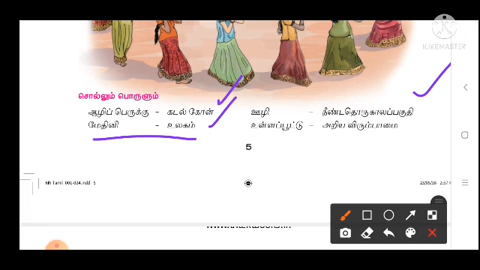 KINEMASTER
சொல்லும் பொருளும்
ஆழிப் பெருக்கு - கடல் கோள் ஊழி - நீண்டதொருகாலப்பகுதி
மேதினி - உலகம் உள்ளப்பூட்டு - அறிய விரும்பாமை
5